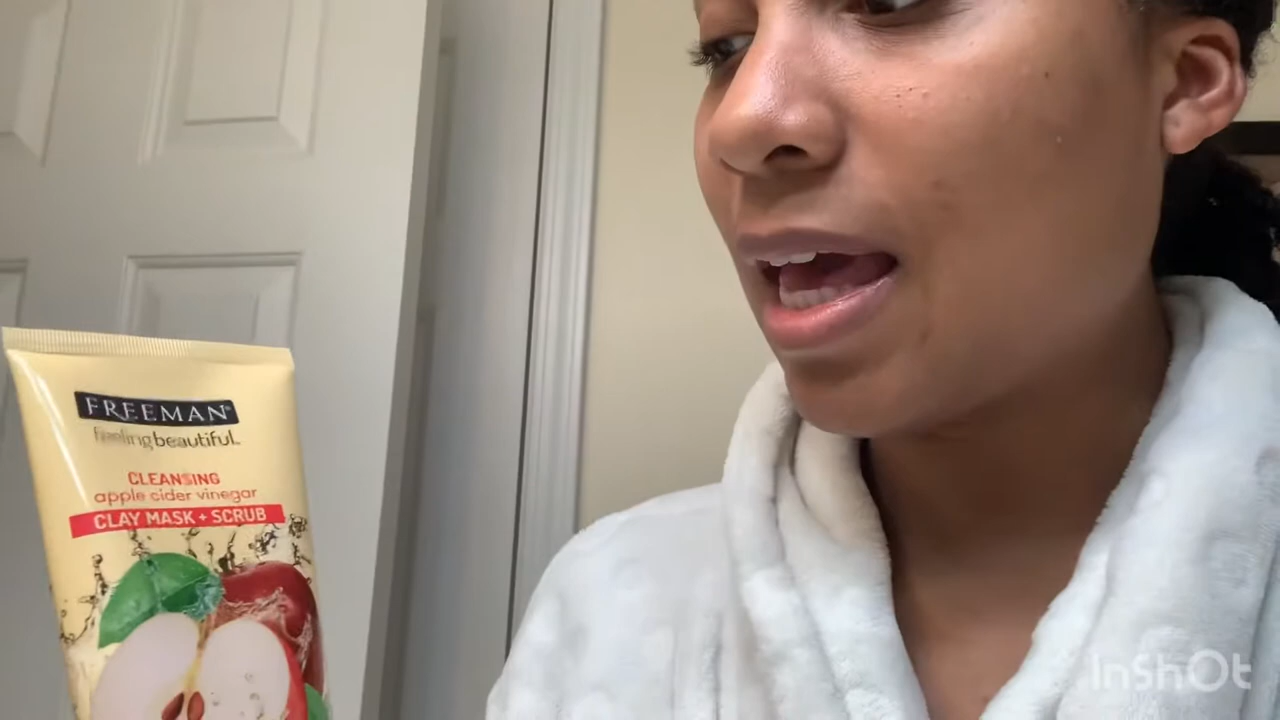 FREEMAN
feeling beautiful.
CLEANSING
apple cider vinegar
CLAY MASK + SCRUB
InShOt